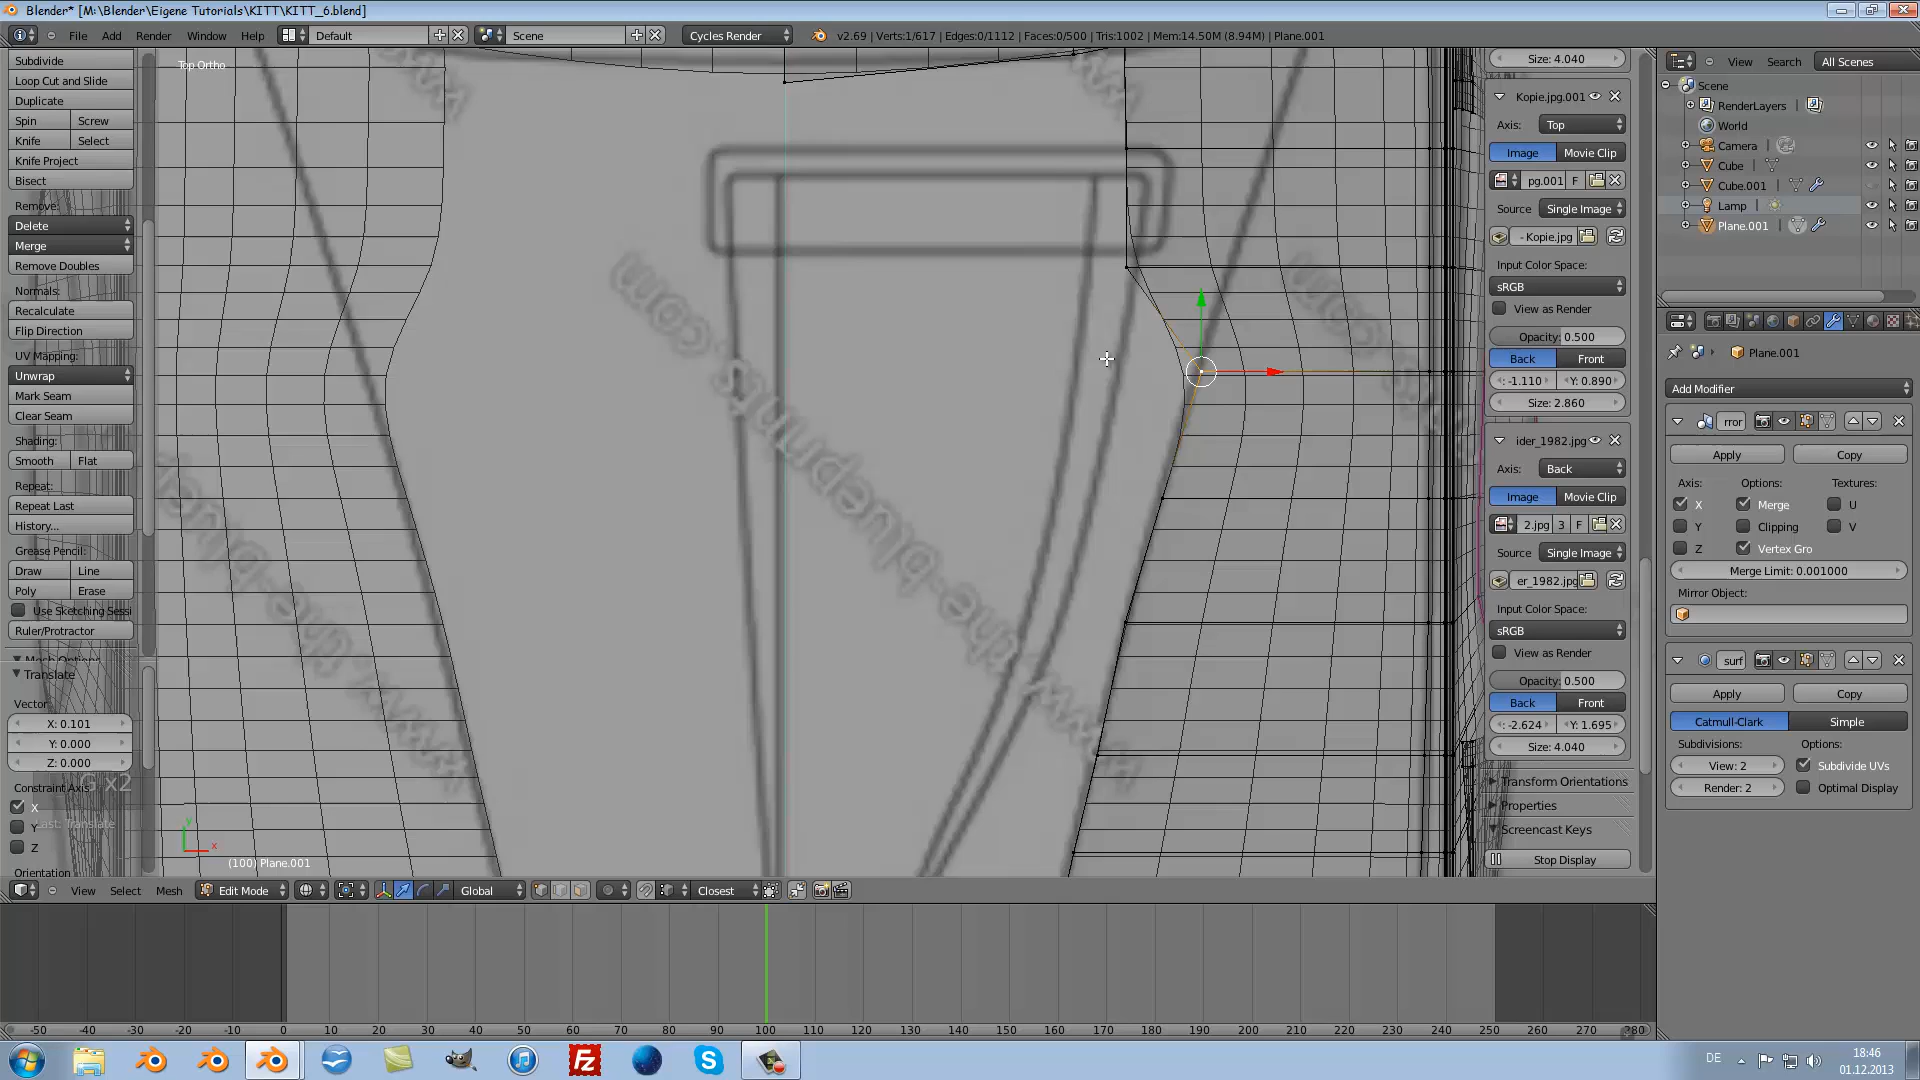 Blender* [M:\Blender\Eigene Tutorials\KITT\KITT_6.blend]
File Add Render Window Help Default Scene Cycles Render v2.69 | Verts:1/617 | Edges:0/1112 | Faces:0/500 | Tris:1002 | Mem:14.50M (8.94M) | Plane.001
View Search All Scenes
Subdivide
Loop Cut and Slide
Duplicate
Spin Screw
Knife Select
Knife Project
Bisect
Remove:
Delete
Merge
Remove Doubles
Normals:
Recalculate
Flip Direction
UV Mapping:
Unwrap
Mark Seam
Clear Seam
Shading:
Smooth Flat
Repeat:
Repeat Last
History...
Grease Pencil:
Draw Line
Poly Erase
Use Sketching Sessi
Ruler/Protractor
Mesh Options
Translate
Vector
X: 0.101
Y: 0.000
Z: 0.000
Constraint Axis
X
Y
Z
Orientation
G x2
Last: Translate
Top Ortho
www.the-blueprints.com
(100) Plane.001
y
x
Size: 4.040
Kopie.jpg.001
Axis: Top
Image Movie Clip
pg.001 F
Source Single Image
- Kopie.jpg
Input Color Space:
sRGB
View as Render
Opacity: 0.500
Back Front
: -1.110 Y: 0.890
Size: 2.860
ider_1982.jpg
Axis: Back
Image Movie Clip
2.jpg 3 F
Source Single Image
er_1982.jpg
Input Color Space:
sRGB
View as Render
Opacity: 0.500
Back Front
: -2.624 Y: 1.695
Size: 4.040
Transform Orientations
Properties
Screencast Keys
Stop Display
Scene
RenderLayers
World
Camera
Cube
Cube.001
Lamp
Plane.001
Plane.001
Add Modifier
rror
Apply Copy
Axis: Options: Textures:
X Merge U
Y Clipping V
Z Vertex Gro
Merge Limit: 0.001000
Mirror Object:
surf
Apply Copy
Catmull-Clark Simple
Subdivisions: Options:
View: 2 Subdivide UVs
Render: 2 Optimal Display
View Select Mesh Edit Mode Global Closest
-50 -40 -30 -20 -10 0 10 20 30 40 50 60 70 80 90 100 110 120 130 140 150 160 170 180 190 200 210 220 230 240 250 260 270 280
DE 18:46
01.12.2013